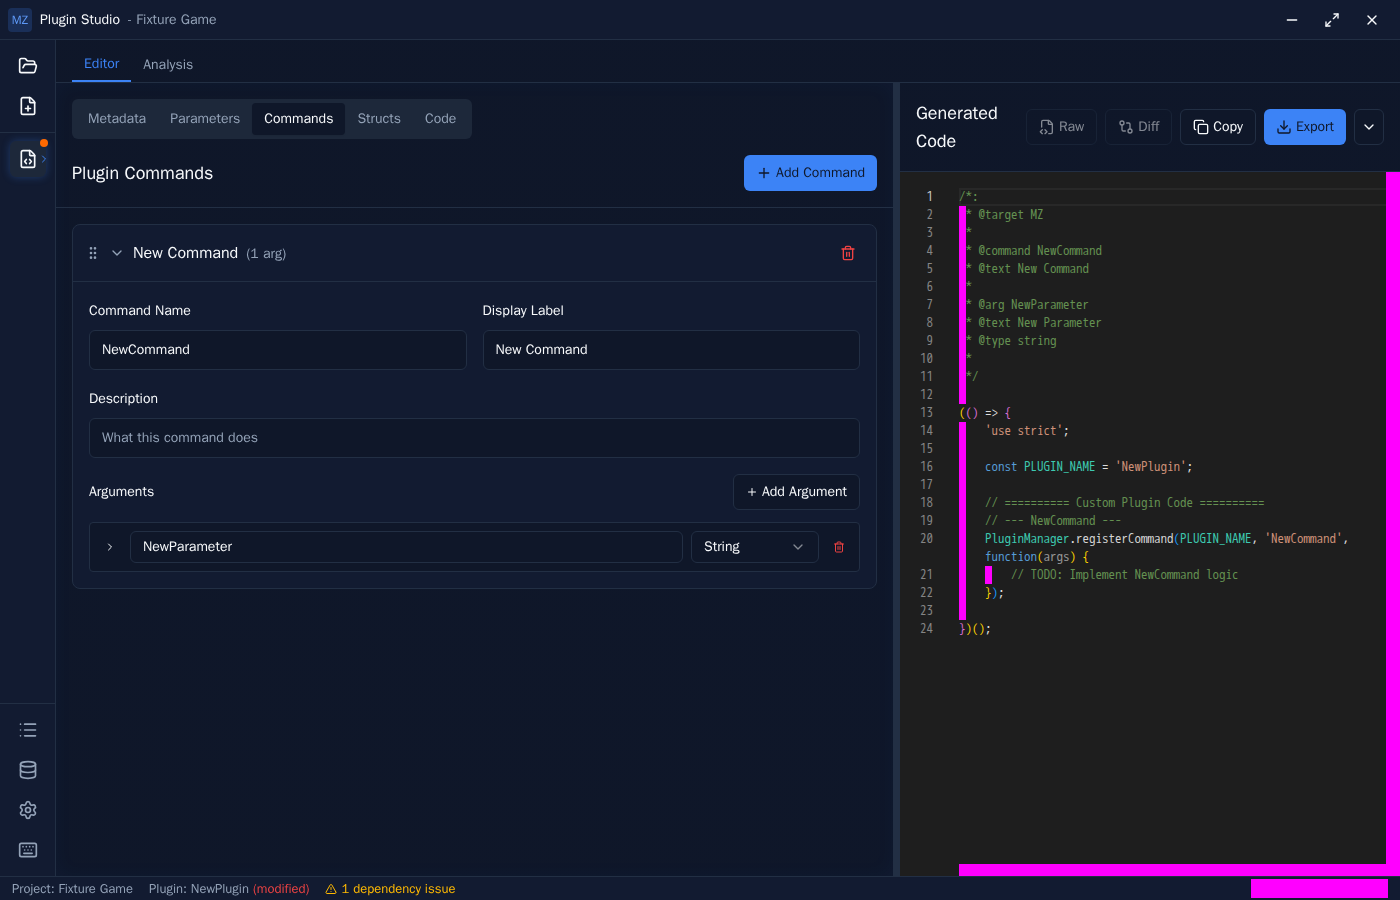 MZ Plugin Studio - Fixture Game
Editor Analysis
Metadata Parameters Commands Structs Code
Plugin Commands
Add Command
New Command (1 arg)
Command Name Display Label
NewCommand New Command
Description
What this command does
Arguments
Add Argument
NewParameter String
Generated
Code
Raw Diff Copy Export
1 /*:
2 * @target MZ
3 *
4 * @command NewCommand
5 * @text New Command
6 *
7 * @arg NewParameter
8 * @text New Parameter
9 * @type string
10 *
11 */
12
13 (() => {
14 'use strict';
15
16 const PLUGIN_NAME = 'NewPlugin';
17
18 // ========== Custom Plugin Code ==========
19 // --- NewCommand ---
20 PluginManager.registerCommand(PLUGIN_NAME, 'NewCommand',
function(args) {
21 // TODO: Implement NewCommand logic
22 });
23
24 })();
Project: Fixture Game Plugin: NewPlugin (modified) 1 dependency issue